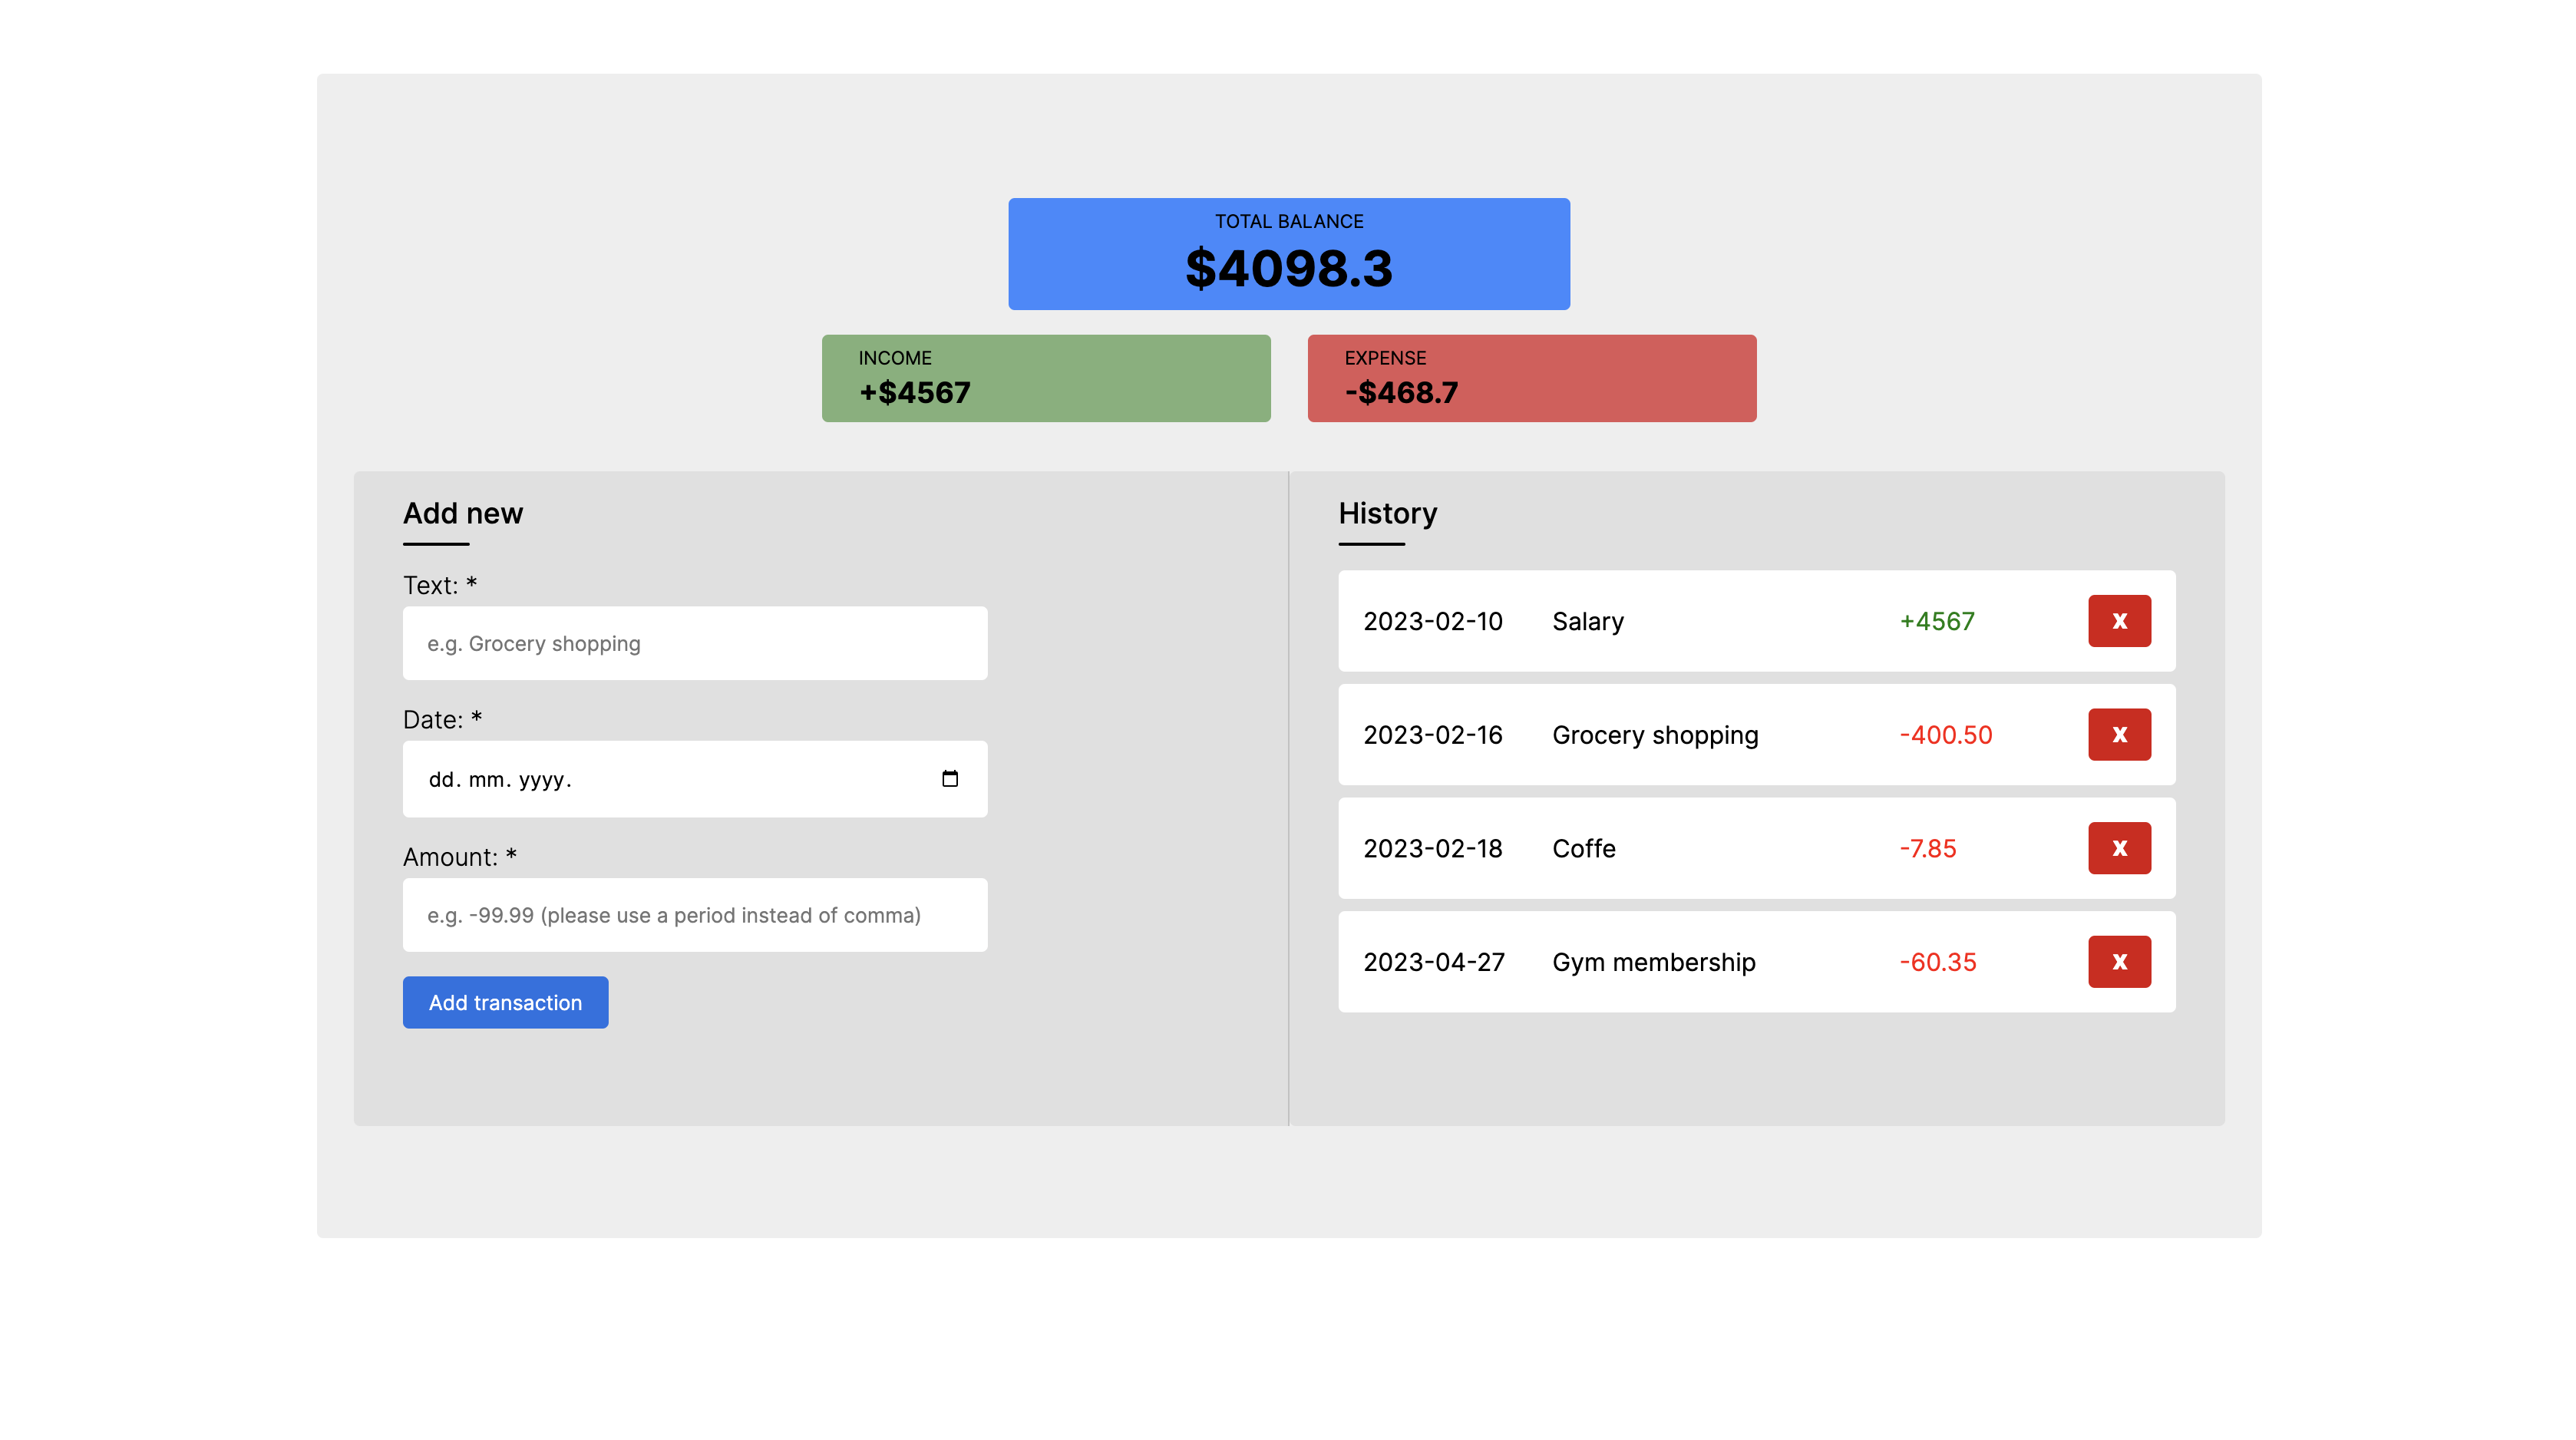 TOTAL BALANCE
$4098.3
INCOME
+$4567
EXPENSE
-$468.7
Add new
Text: *
e.g. Grocery shopping
Date: *
dd. mm. yyyy.
Amount: *
e.g. -99.99 (please use a period instead of comma)
Add transaction
History
2023-02-10 Salary +4567 X
2023-02-16 Grocery shopping -400.50 X
2023-02-18 Coffe -7.85 X
2023-04-27 Gym membership -60.35 X